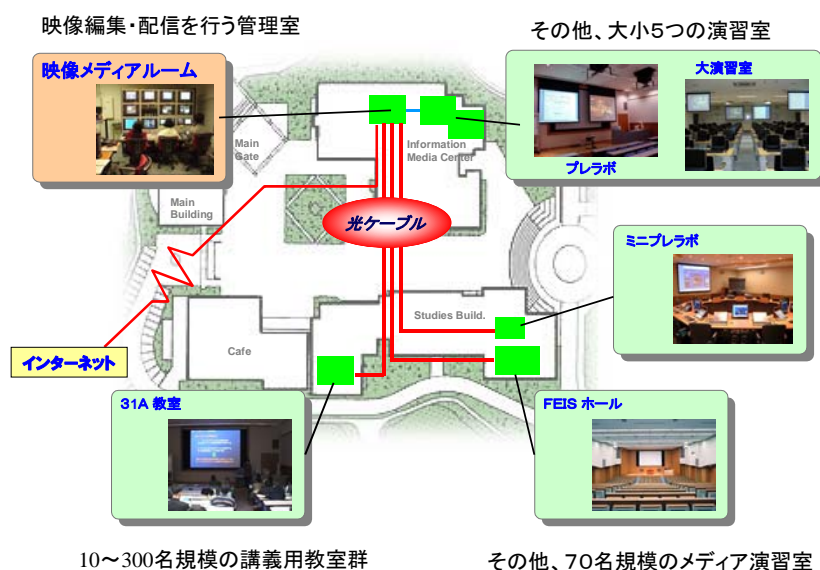 映像編集・配信を行う管理室
その他、大小５つの演習室
映像メディアルーム
大演習室
プレラボ
Main
Gate
Information
Media Center
Main
Building
光ケーブル
ミニプレラボ
Studies Build.
Cafe
インターネット
31A 教室
FEIS ホール
10～300名規模の講義用教室群
その他、７０名規模のメディア演習室